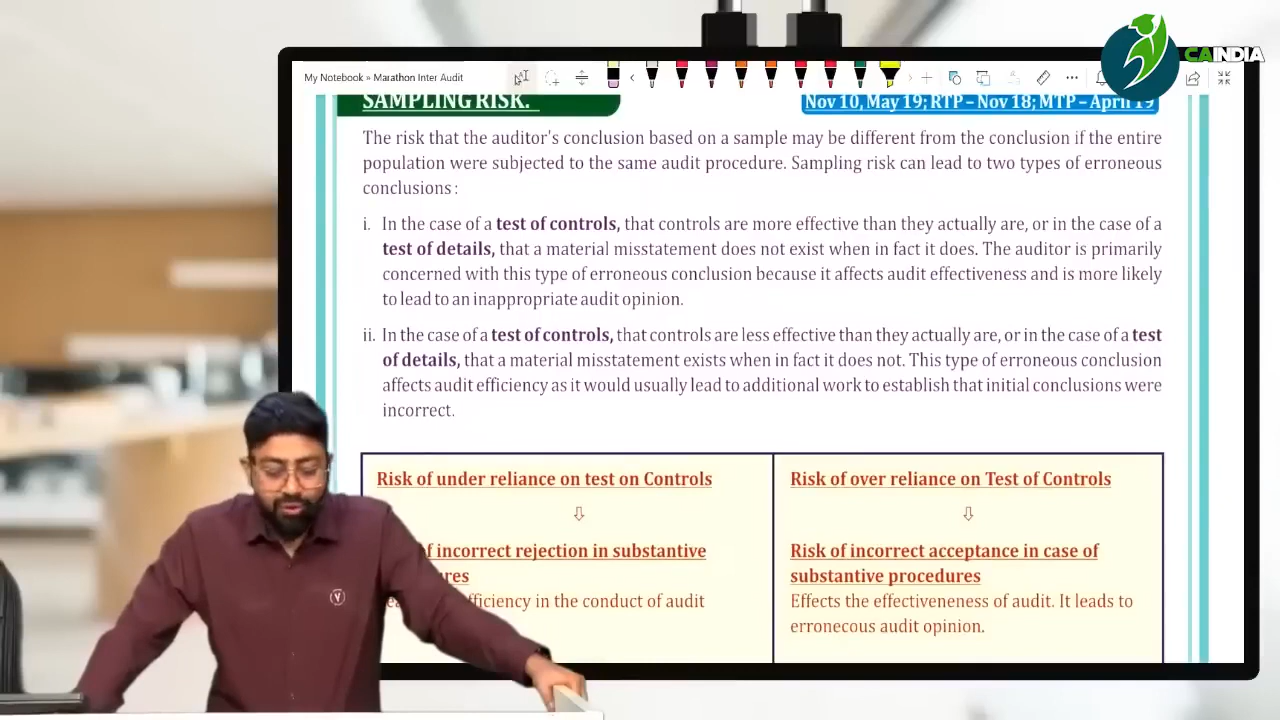 CAINDIA
My Notebook » Marathon Inter Audit
SAMPLING RISK.
Nov 10, May 19; RTP – Nov 18; MTP – April 19
The risk that the auditor's conclusion based on a sample may be different from the conclusion if the entire
population were subjected to the same audit procedure. Sampling risk can lead to two types of erroneous
conclusions :
i. In the case of a test of controls, that controls are more effective than they actually are, or in the case of a
test of details, that a material misstatement does not exist when in fact it does. The auditor is primarily
concerned with this type of erroneous conclusion because it affects audit effectiveness and is more likely
to lead to an inappropriate audit opinion.
ii. In the case of a test of controls, that controls are less effective than they actually are, or in the case of a test
of details, that a material misstatement exists when in fact it does not. This type of erroneous conclusion
affects audit efficiency as it would usually lead to additional work to establish that initial conclusions were
incorrect.
Risk of under reliance on test on Controls
⇩
incorrect rejection in substantive
in the conduct of audit
Risk of over reliance on Test of Controls
⇩
Risk of incorrect acceptance in case of
substantive procedures
Effects the effectiveneness of audit. It leads to
erronecous audit opinion.